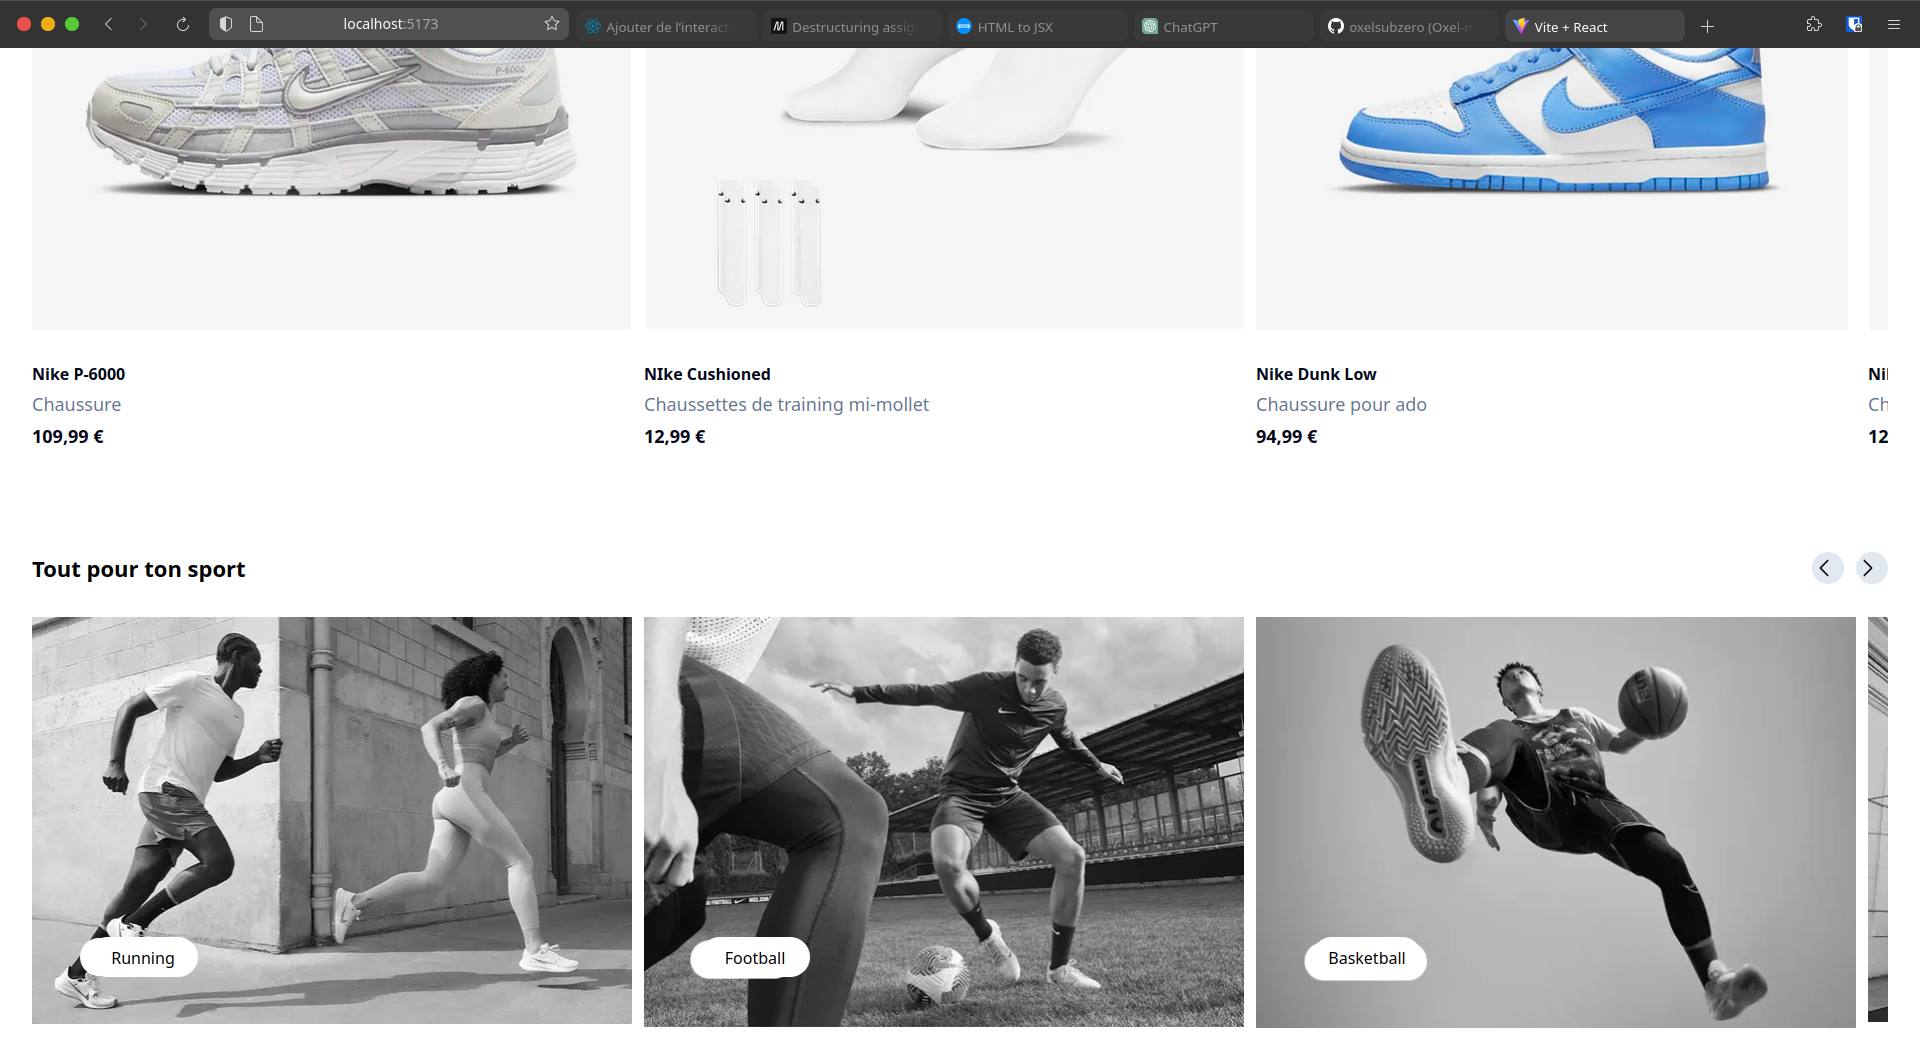 localhost:5173
Ajouter de l'interact
Destructuring assig
HTML to JSX
ChatGPT
oxelsubzero (Oxel-n
Vite + React
P-6000
Nike P-6000
NIke Cushioned
Nike Dunk Low
Chaussure
Chaussettes de training mi-mollet
Chaussure pour ado
Ch
109,99 €
12,99 €
94,99 €
12
Tout pour ton sport
Running
Football
Basketball